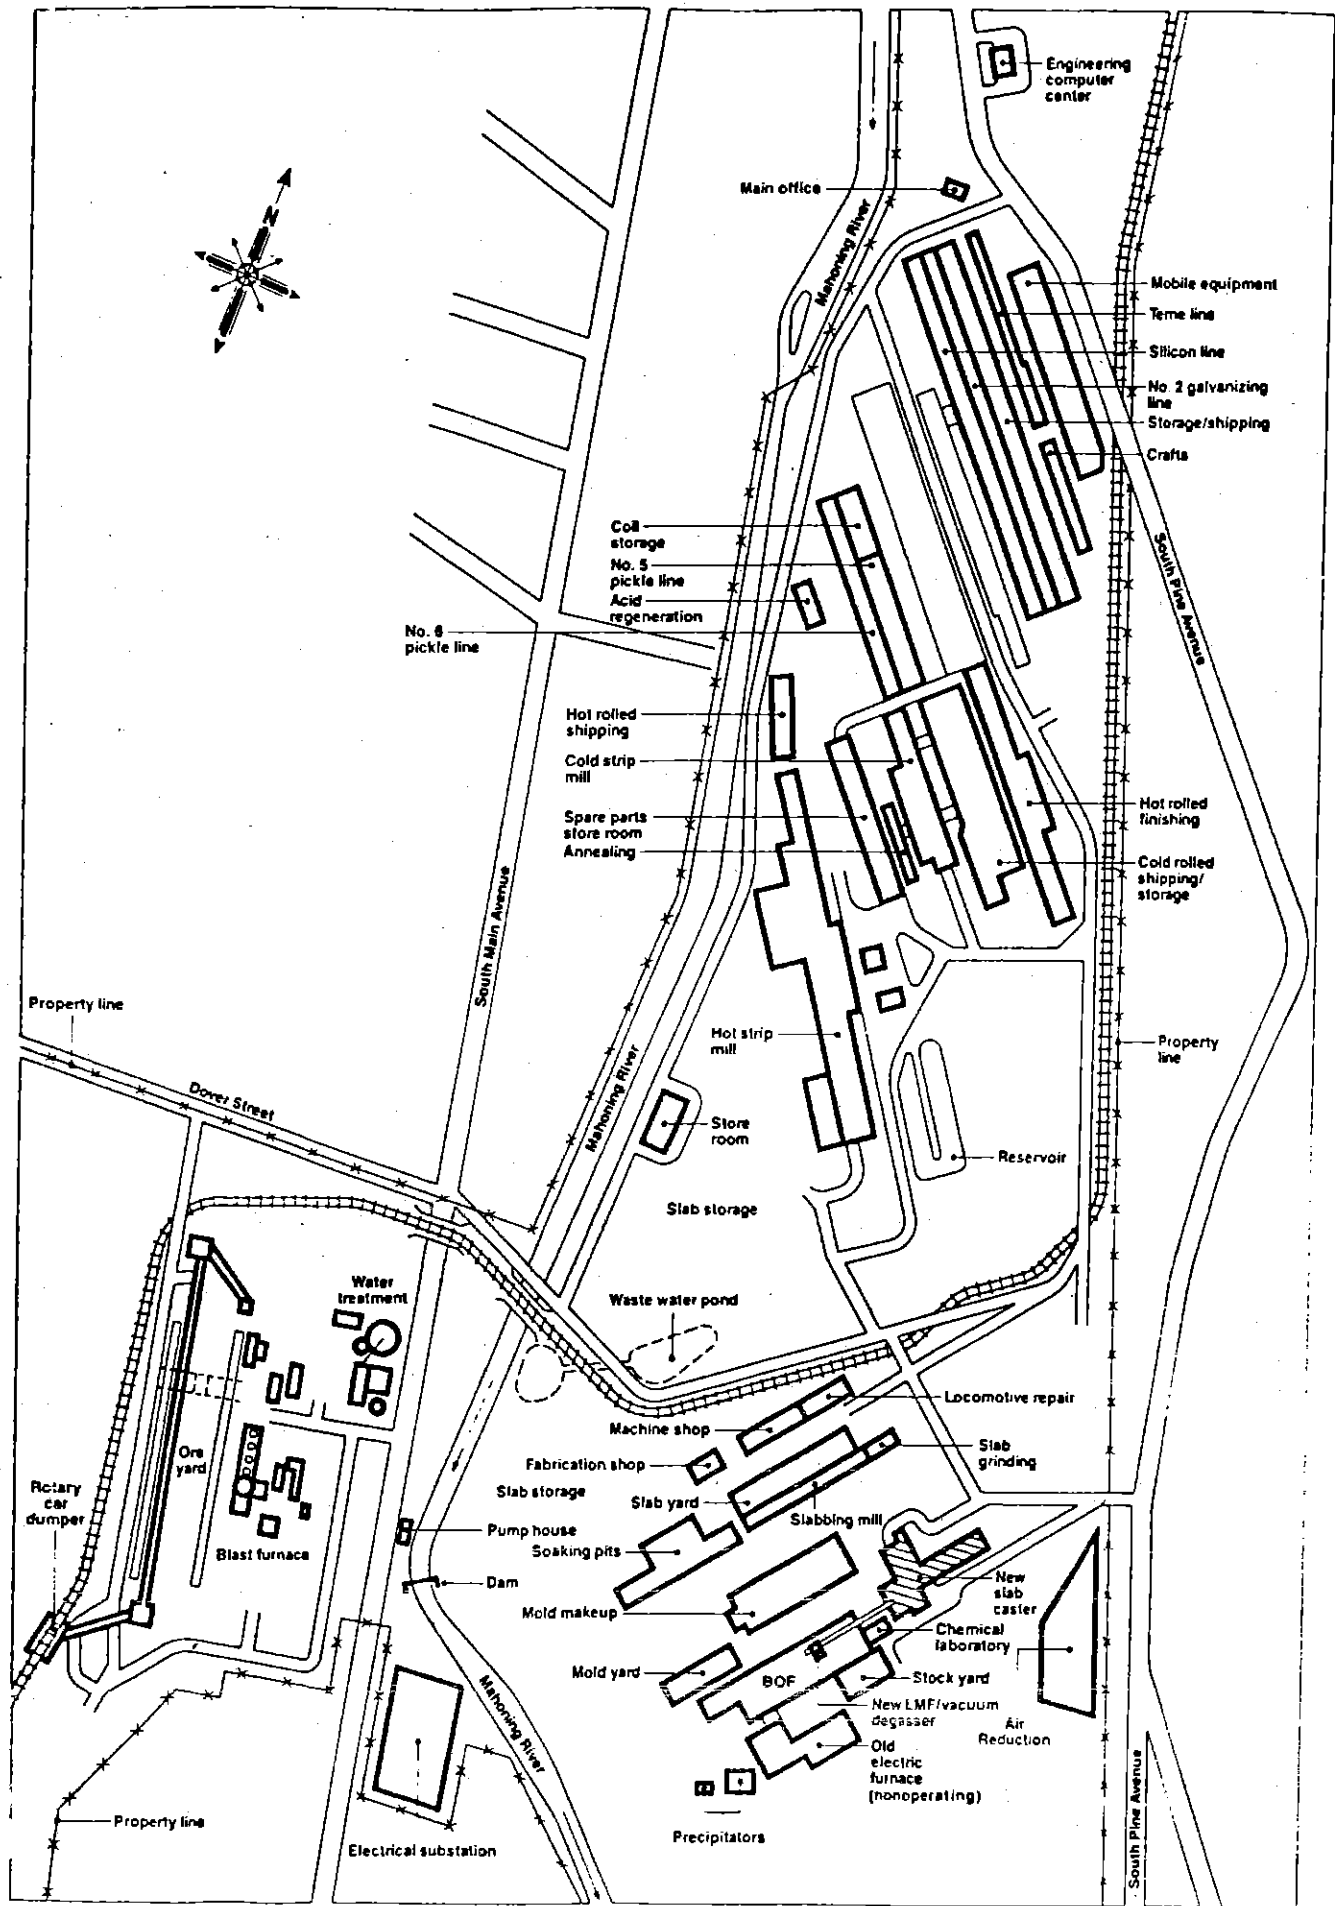 Engineering
computer
center
Main office
Mahoning River
N
Mobile equipment
Terne line
Silicon line
No. 2 galvanizing
line
Storage/shipping
Crafts
Coil
storage
No. 5
pickle line
Acid
regeneration
No. 6
pickle line
South Pine Avenue
Hot rolled
shipping
Cold strip
mill
Spare parts
store room
Annealing
Hot rolled
finishing
Cold rolled
shipping/
storage
South Main Avenue
Property line
Hot strip
mill
Property
line
Dover Street
Mahoning River
Store
room
Reservoir
Slab storage
Water
treatment
Waste water pond
Locomotive repair
Machine shop
Ore
yard
Fabrication shop
Slab
grinding
Rotary
car
dumper
Slab storage
Slab yard
Slabbing mill
Pump house
Blast furnace
Soaking pits
Dam
New
slab
caster
Mold makeup
Chemical
laboratory
Mold yard
BOF
Stock yard
New LMF/vacuum
degasser
Air
Reduction
Mahoning River
Old
electric
furnace
(nonoperating)
Property line
Precipitators
Electrical substation
South Pine Avenue